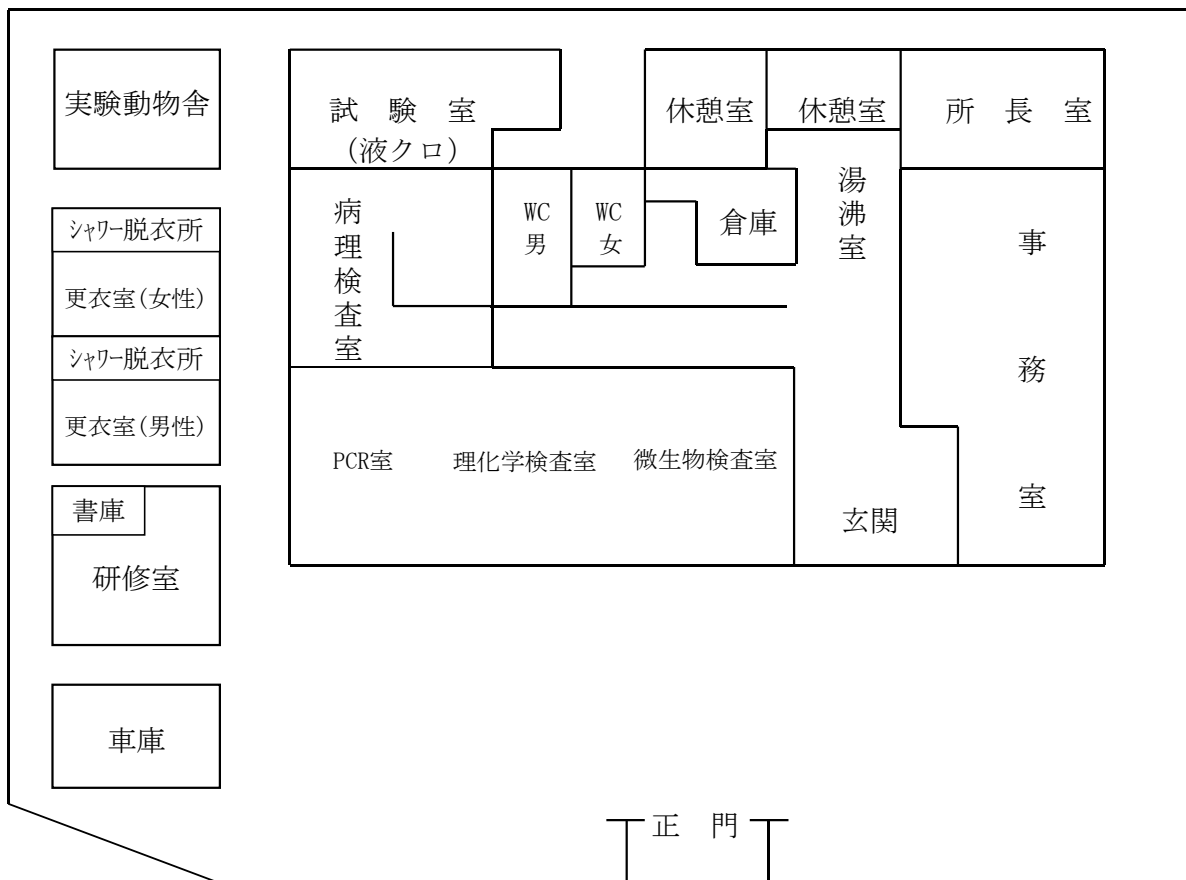 実験動物舎
シャワー脱衣所
更衣室(女性)
シャワー脱衣所
更衣室(男性)
書庫
研修室
車庫
試験室
(液クロ)
休憩室
休憩室
所長室
病理検査室
WC
男
WC
女
倉庫
湯沸室
事務室
PCR室
理化学検査室
微生物検査室
玄関
正門